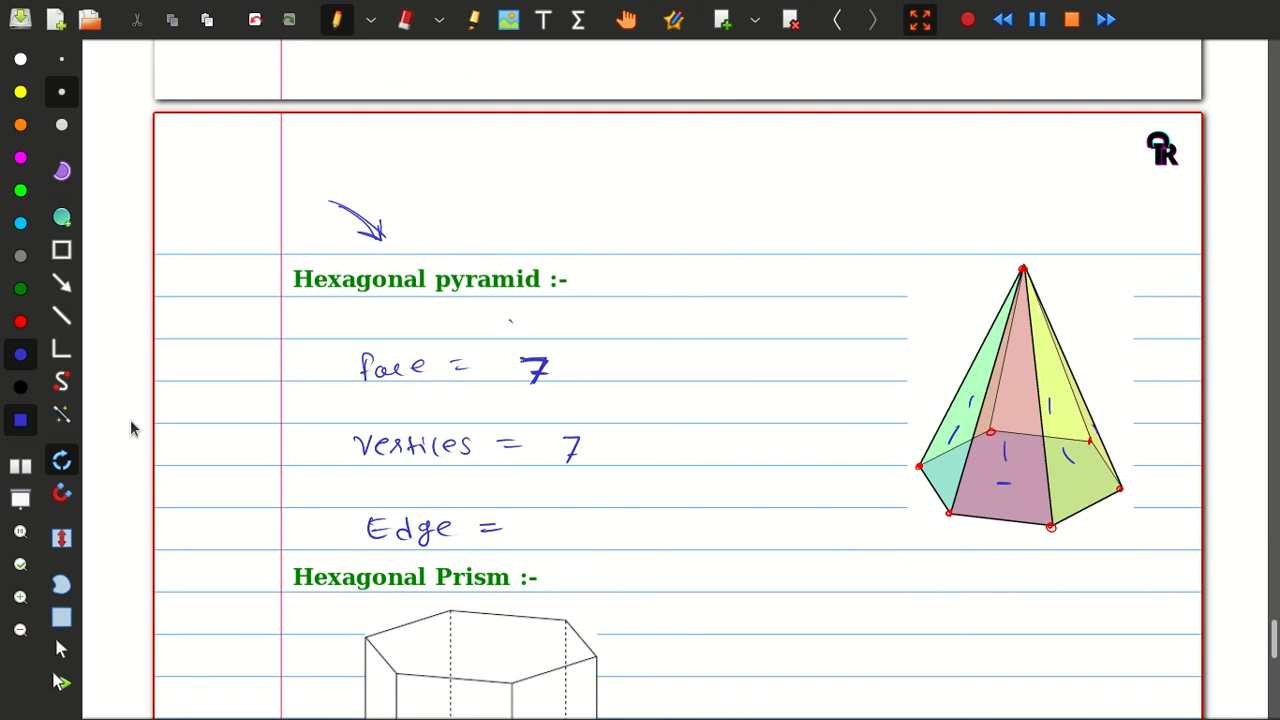 Hexagonal pyramid :-
face = 7
vertices = 7
Edge =
Hexagonal Prism :-